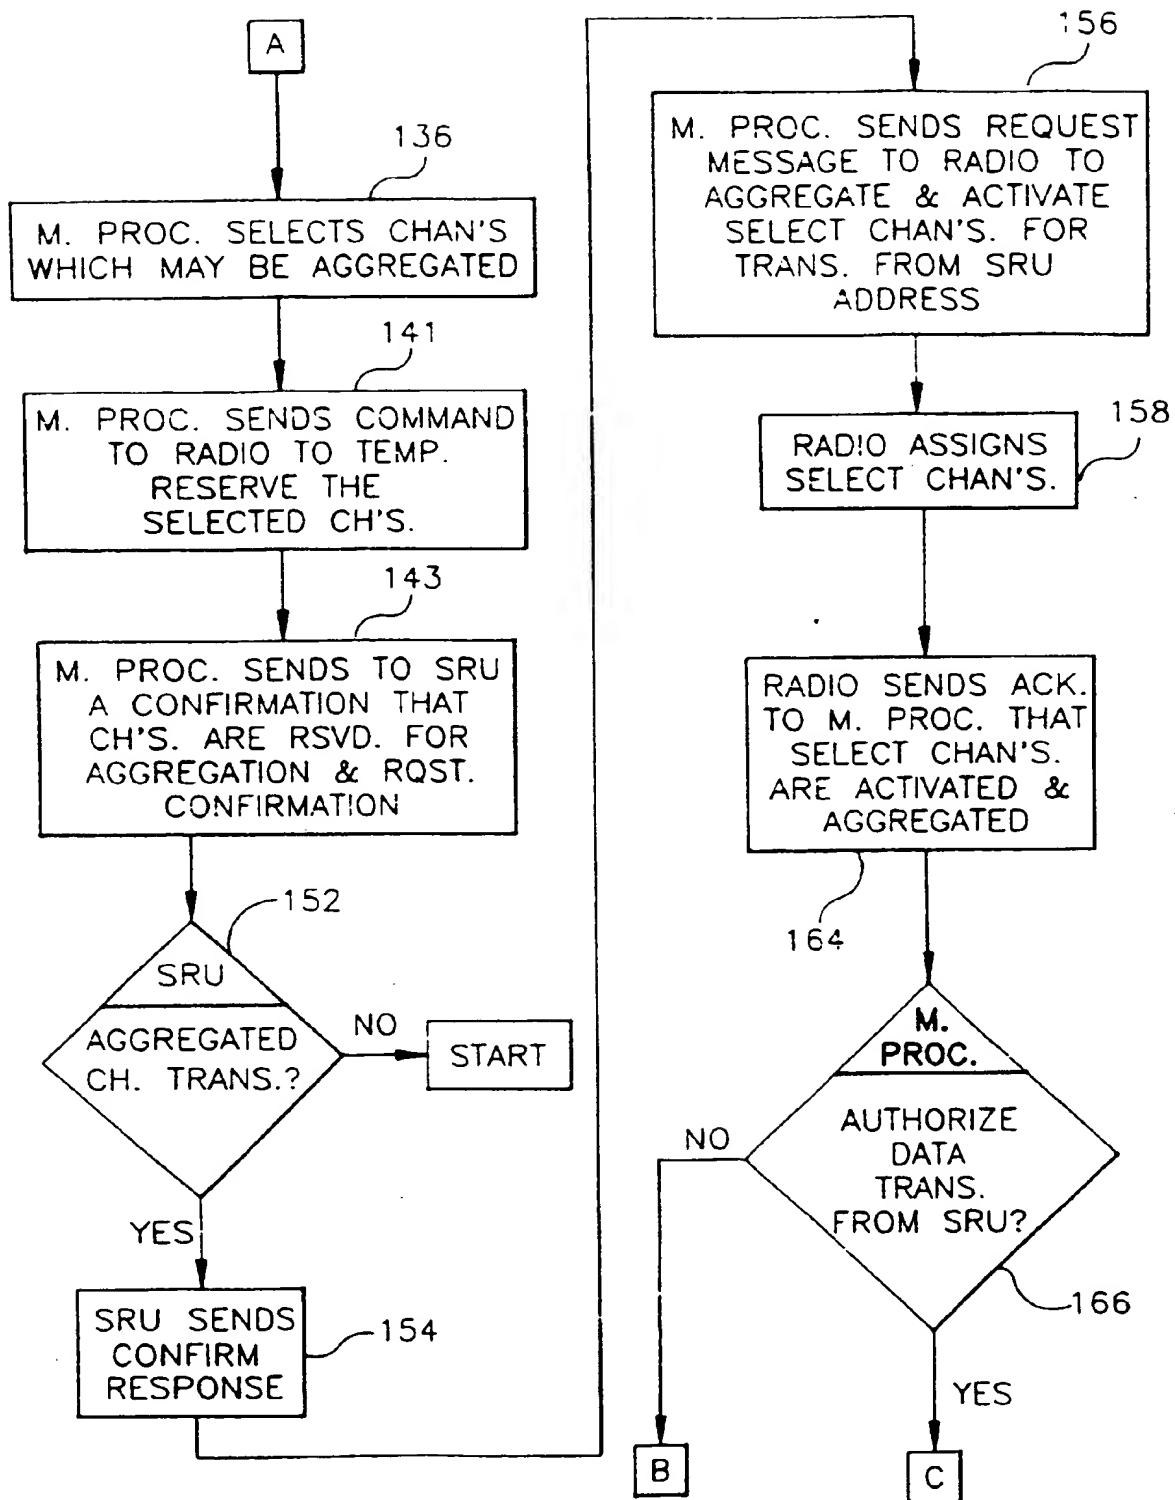 A
136
M. PROC. SELECTS CHAN'S
WHICH MAY BE AGGREGATED
141
M. PROC. SENDS COMMAND
TO RADIO TO TEMP.
RESERVE THE
SELECTED CH'S.
143
M. PROC. SENDS TO SRU
A CONFIRMATION THAT
CH'S. ARE RSVD. FOR
AGGREGATION & RQST.
CONFIRMATION
152
SRU
AGGREGATED
CH. TRANS.?
NO
START
YES
SRU SENDS
CONFIRM
RESPONSE
154
156
M. PROC. SENDS REQUEST
MESSAGE TO RADIO TO
AGGREGATE & ACTIVATE
SELECT CHAN'S. FOR
TRANS. FROM SRU
ADDRESS
158
RADIO ASSIGNS
SELECT CHAN'S.
RADIO SENDS ACK.
TO M. PROC. THAT
SELECT CHAN'S.
ARE ACTIVATED &
AGGREGATED
164
M.
PROC.
AUTHORIZE
DATA
TRANS.
FROM SRU?
NO
166
YES
B
C